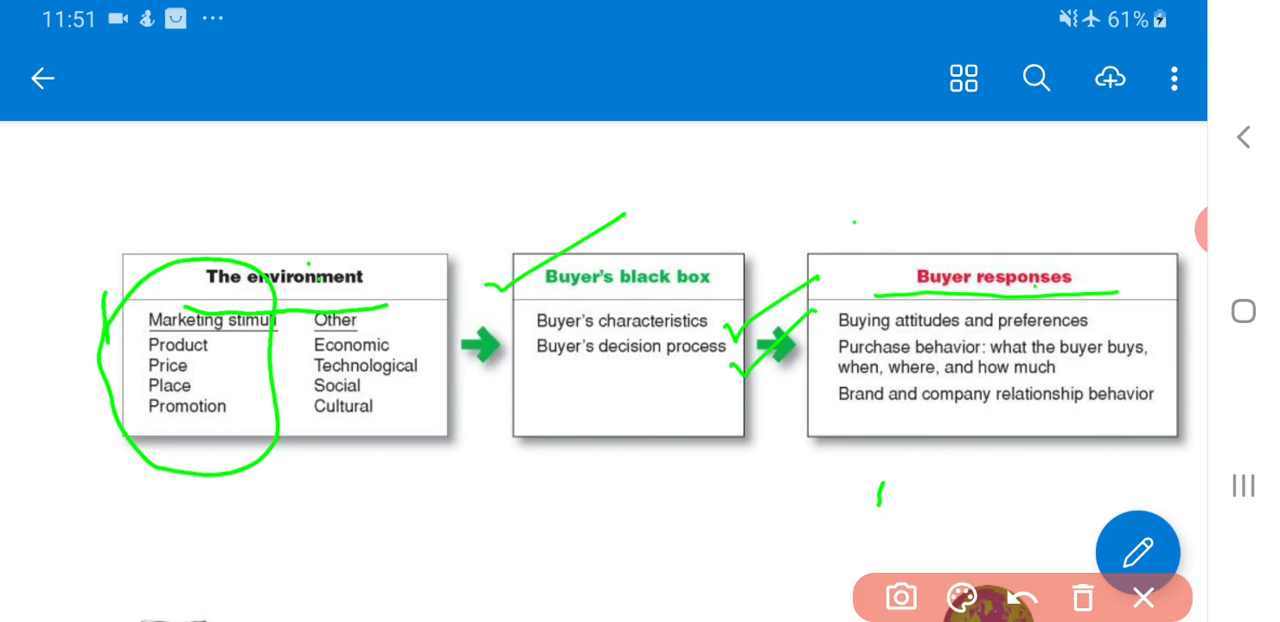 11:51
61%
The environment
Marketing stimuli Other
Product Economic
Price Technological
Place Social
Promotion Cultural
Buyer's black box
Buyer's characteristics
Buyer's decision process
Buyer responses
Buying attitudes and preferences
Purchase behavior: what the buyer buys,
when, where, and how much
Brand and company relationship behavior